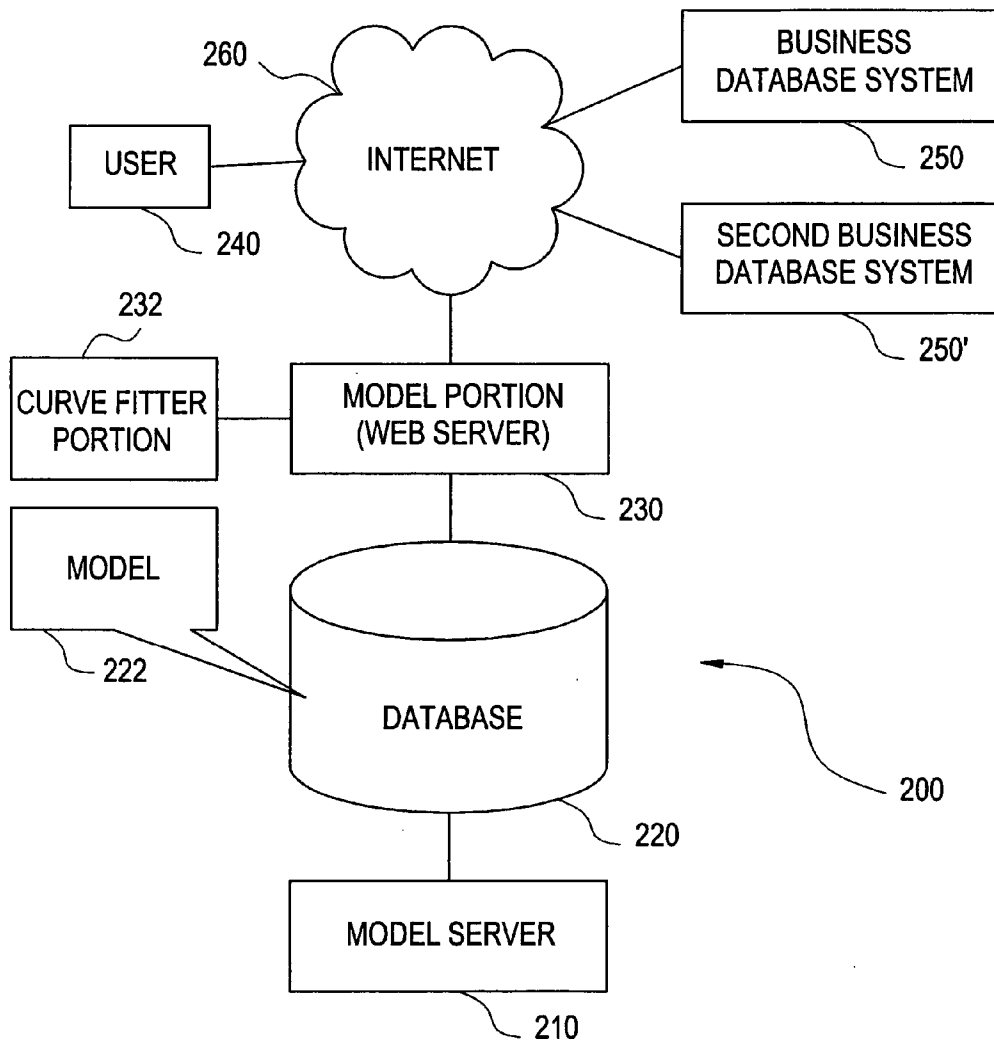 260
BUSINESS
DATABASE SYSTEM
250
USER
240
INTERNET
SECOND BUSINESS
DATABASE SYSTEM
250'
232
CURVE FITTER
PORTION
MODEL PORTION
(WEB SERVER)
230
MODEL
222
DATABASE
220
200
MODEL SERVER
210